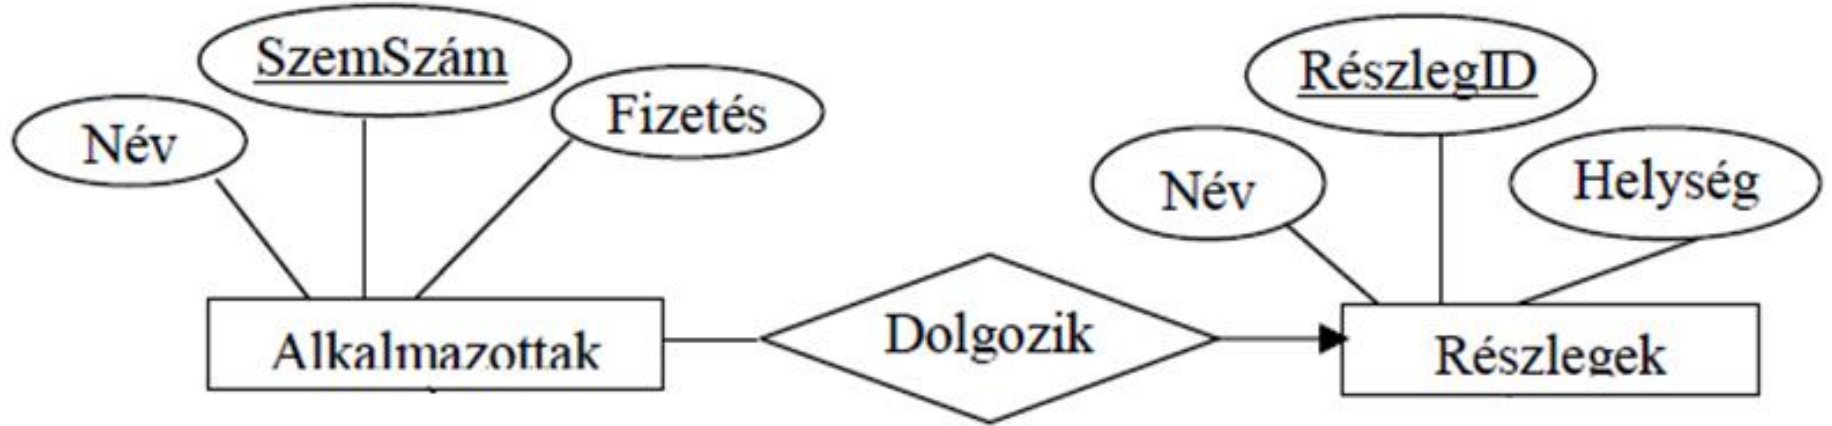 SzemSzám
Név
Fizetés
Alkalmazottak
Dolgozik
RészlegID
Név
Helység
Részlegek